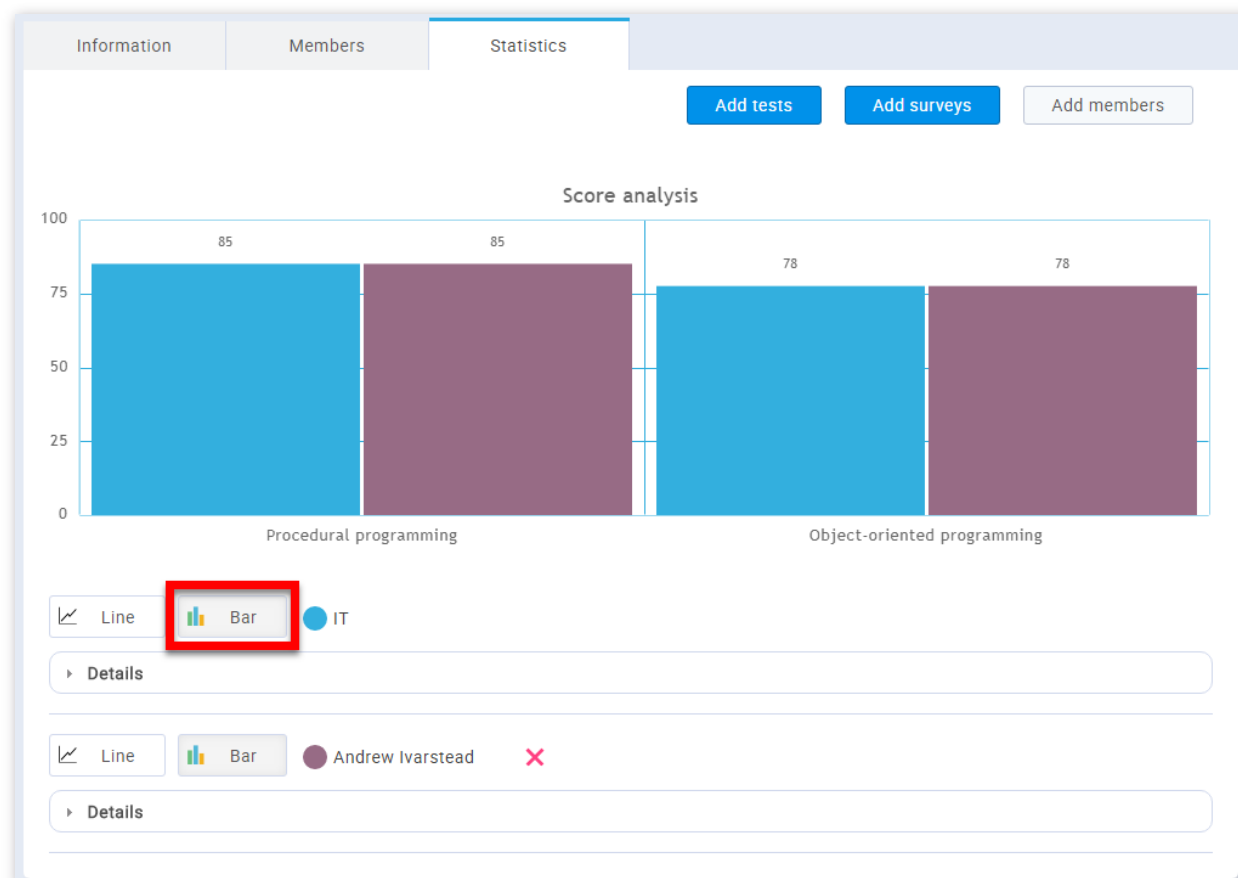 Information Members Statistics
Add tests Add surveys Add members
Score analysis
100
85 85 78 78
75
50
25
0
Procedural programming Object-oriented programming
Line Bar IT
Details
Line Bar Andrew Ivarstead
Details